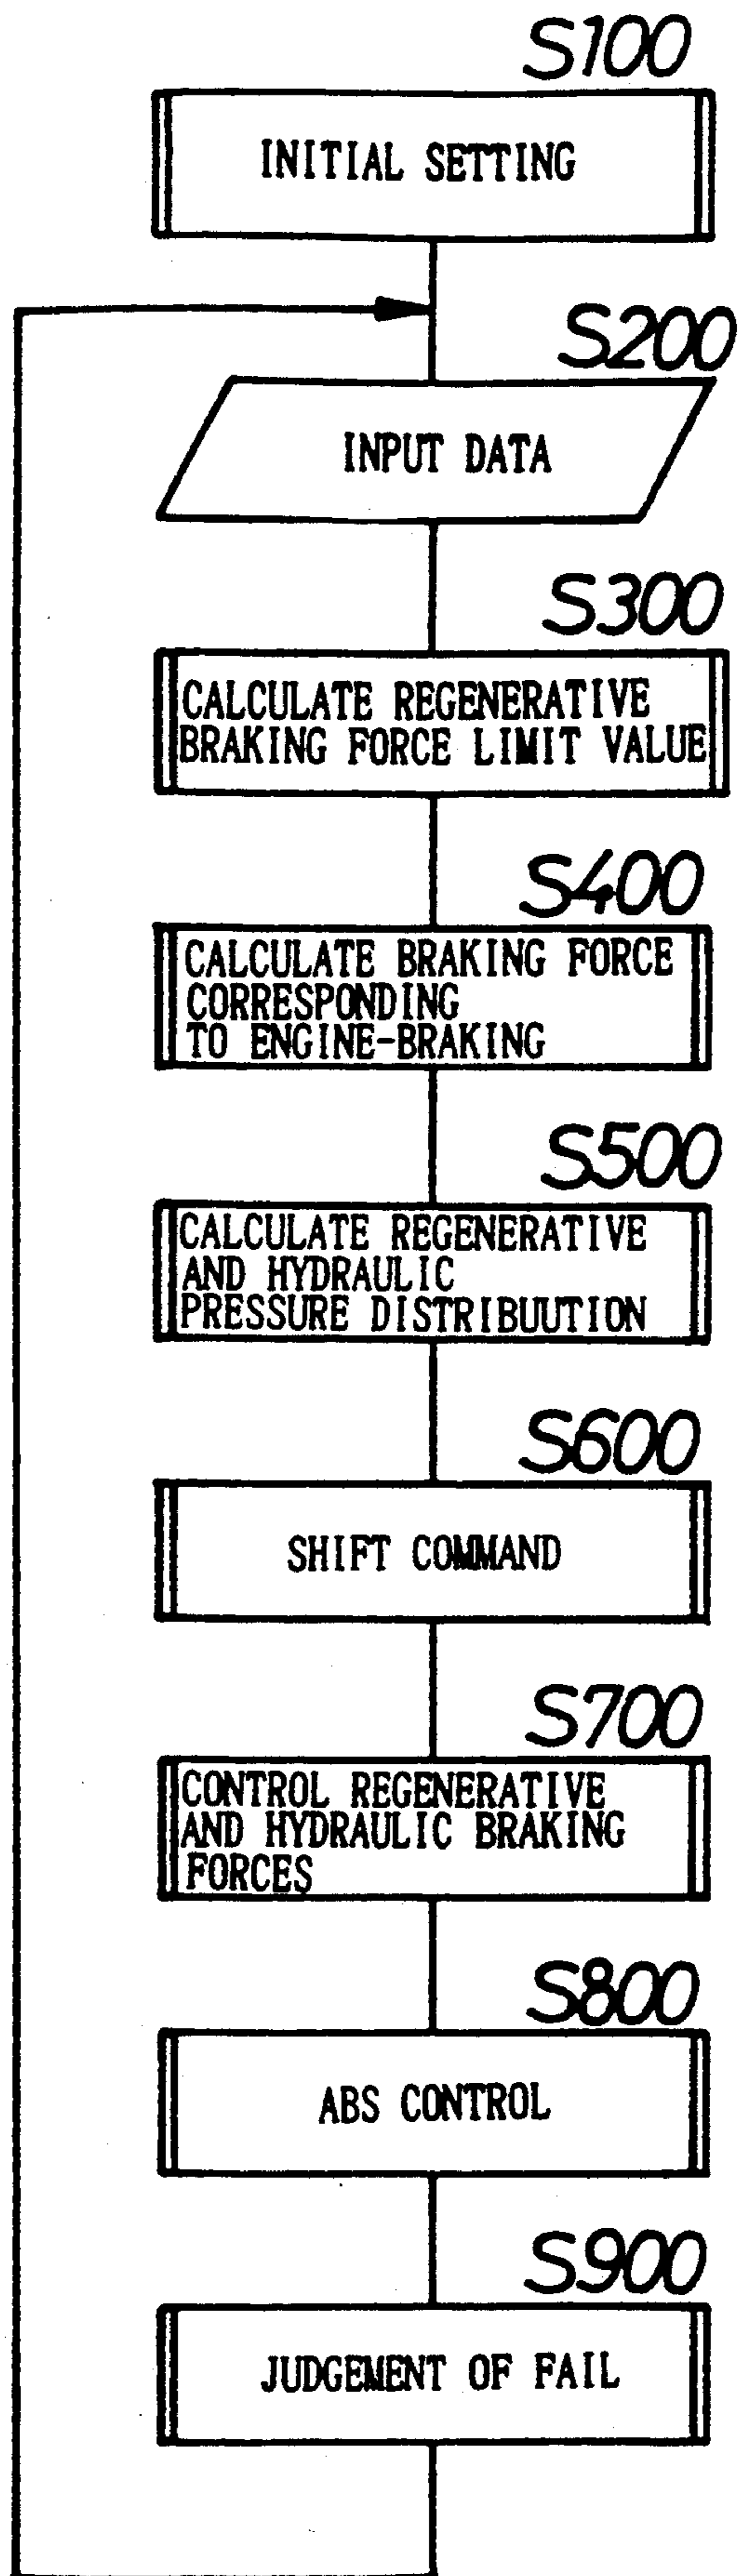 S100
INITIAL SETTING
S200
INPUT DATA
S300
CALCULATE REGENERATIVE
BRAKING FORCE LIMIT VALUE
S400
CALCULATE BRAKING FORCE
CORRESPONDING
TO ENGINE-BRAKING
S500
CALCULATE REGENERATIVE
AND HYDRAULIC
PRESSURE DISTRIBUUTION
S600
SHIFT COMMAND
S700
CONTROL REGENERATIVE
AND HYDRAULIC BRAKING
FORCES
S800
ABS CONTROL
S900
JUDGEMENT OF FAIL